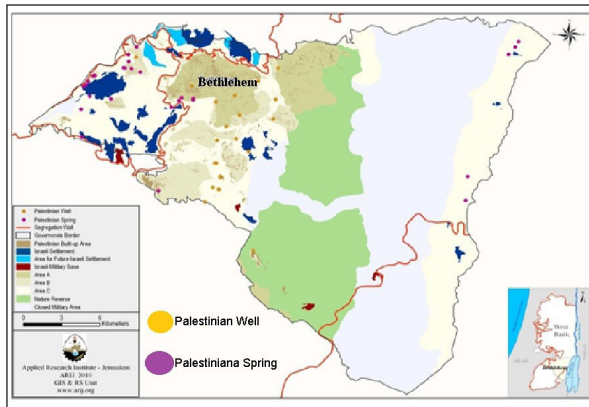 Bethlehem
Palestinian Well
Palestinian Spring
Segregation Wall
Governorate Border
Palestinian Built-up Area
Israeli Settlement
Area for Future Israeli Settlement
Israeli Military Base
Area A
Area B
Area C
Nature Reserve
Closed Military Area
0 3 6
Kilometers
Applied Research Institute - Jerusalem
ARIJ 2010
GIS & RS Unit
www.arij.org
Palestinian Well
Palestiniana Spring
West
Bank